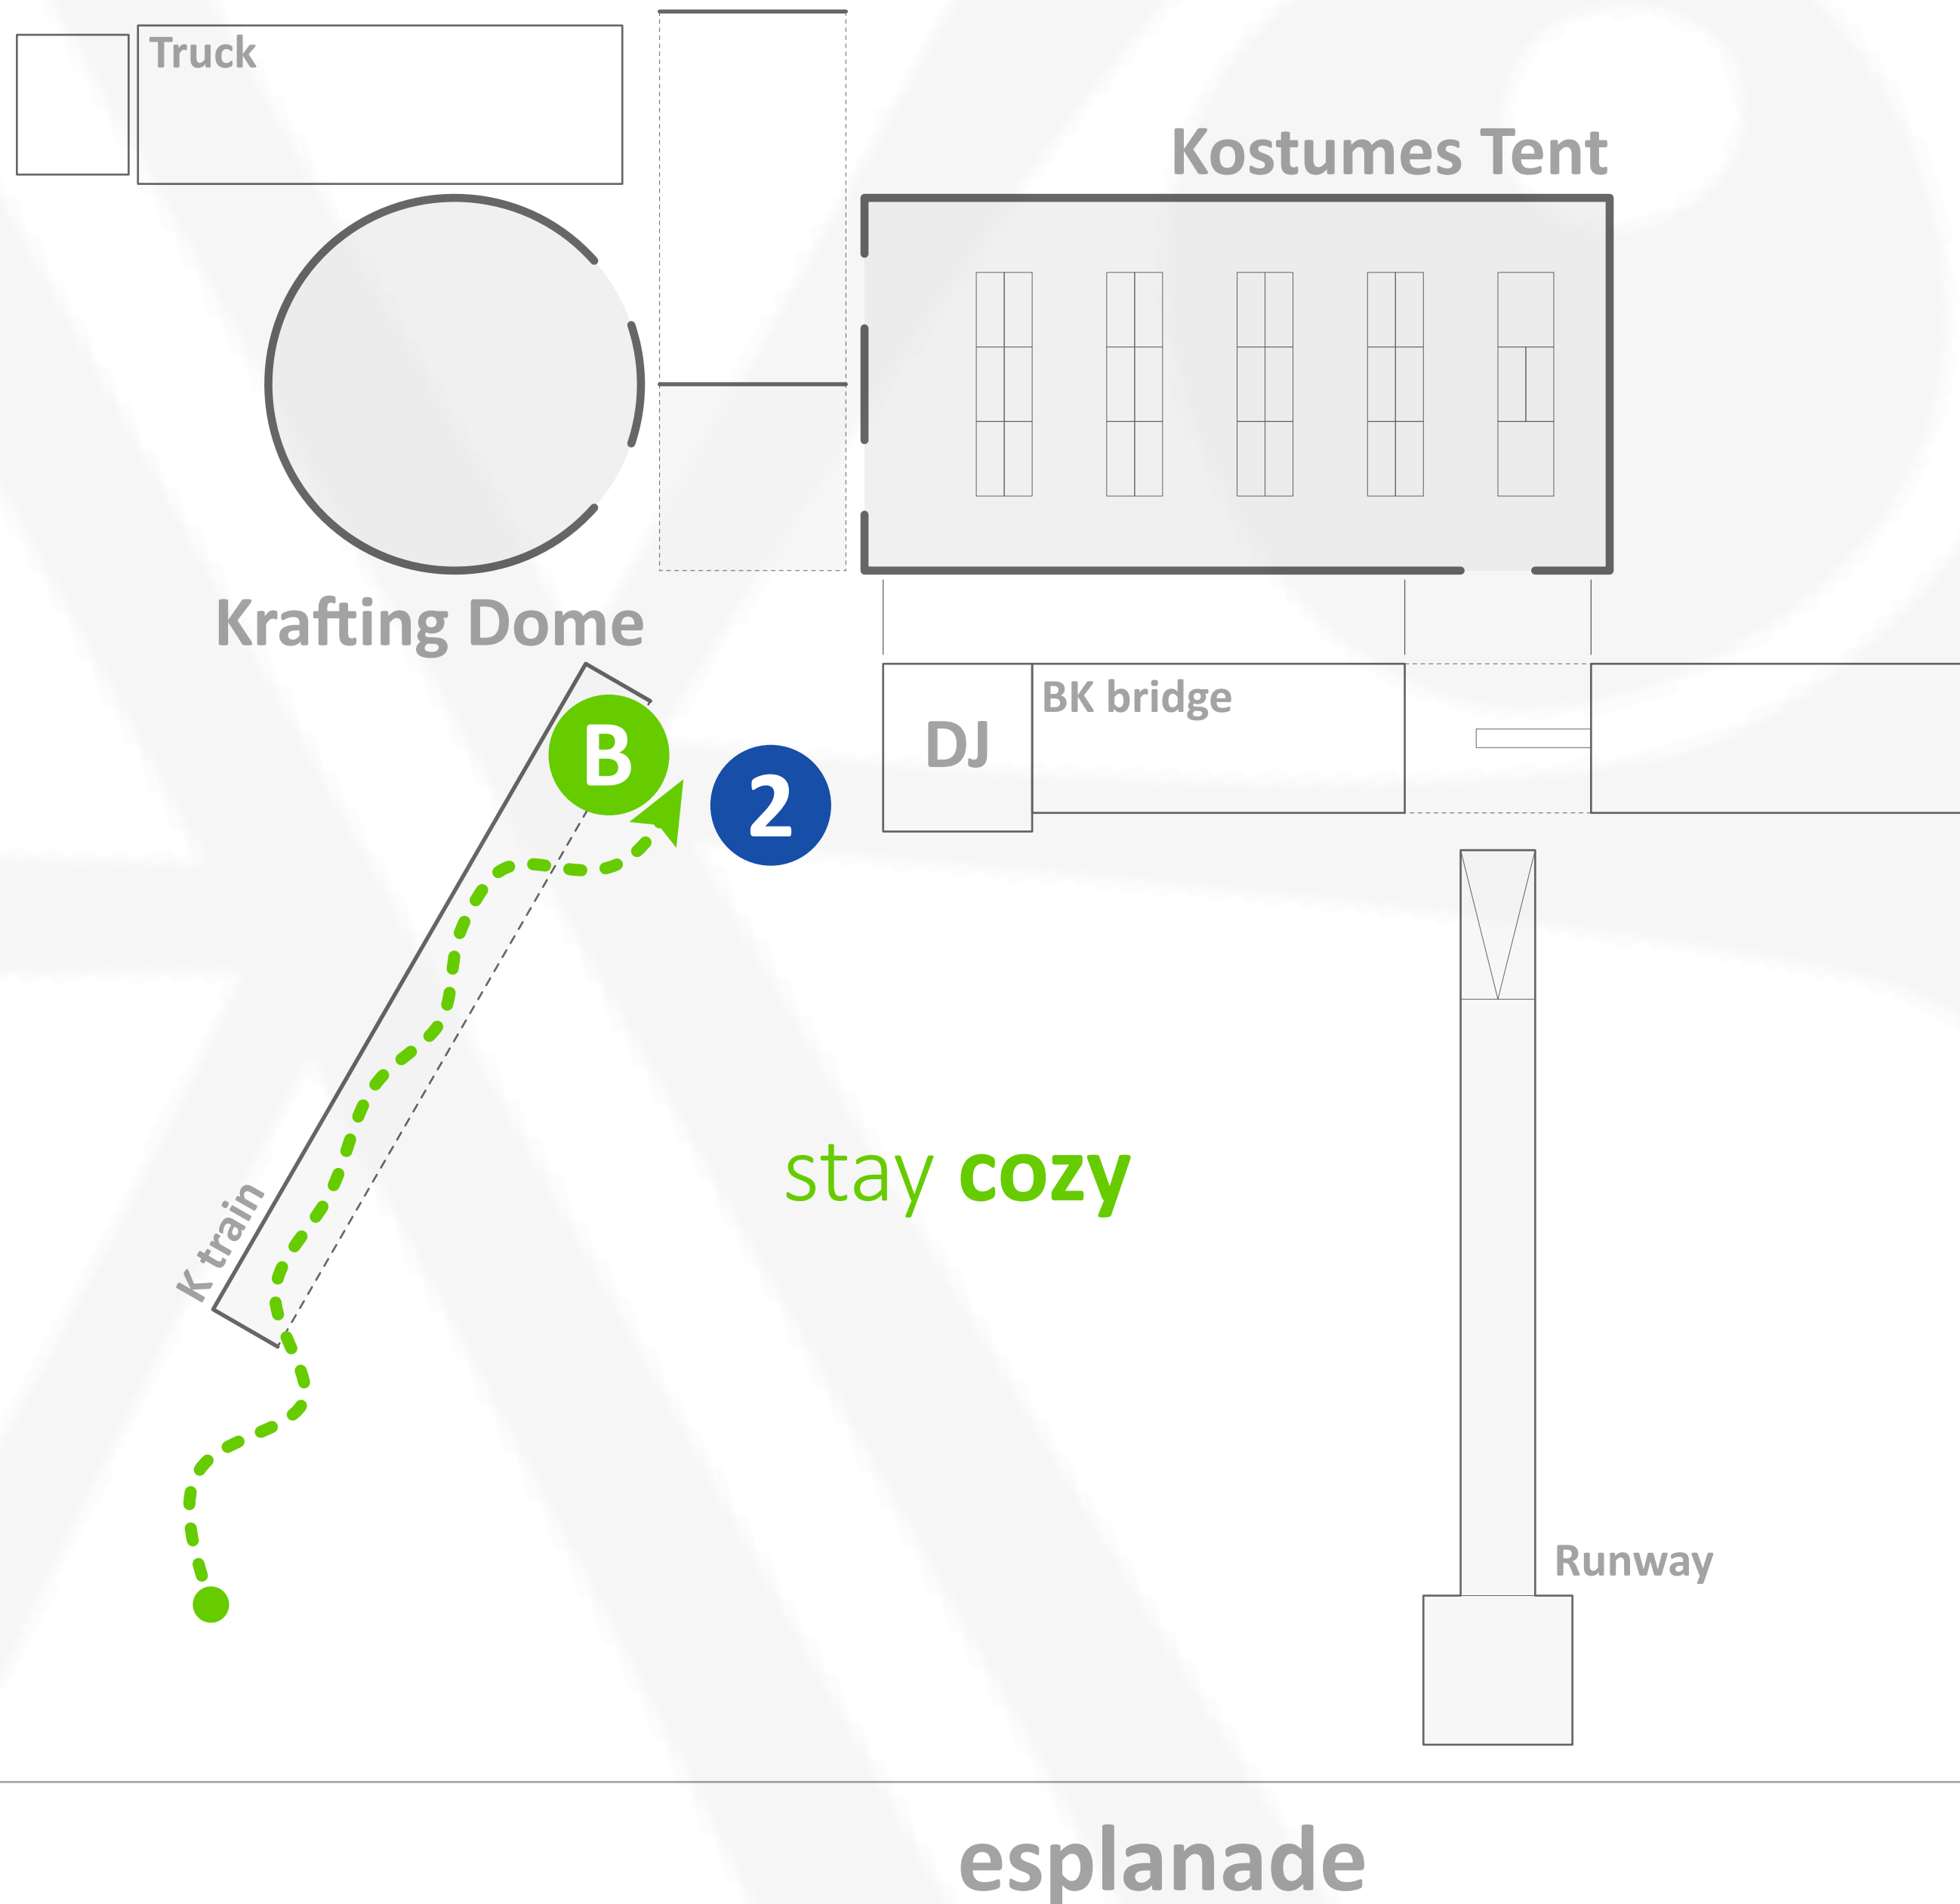 Truck
Kostumes Tent
Krafting Dome
BK bridge
DJ
B
2
stay cozy
K train
Runway
esplanade